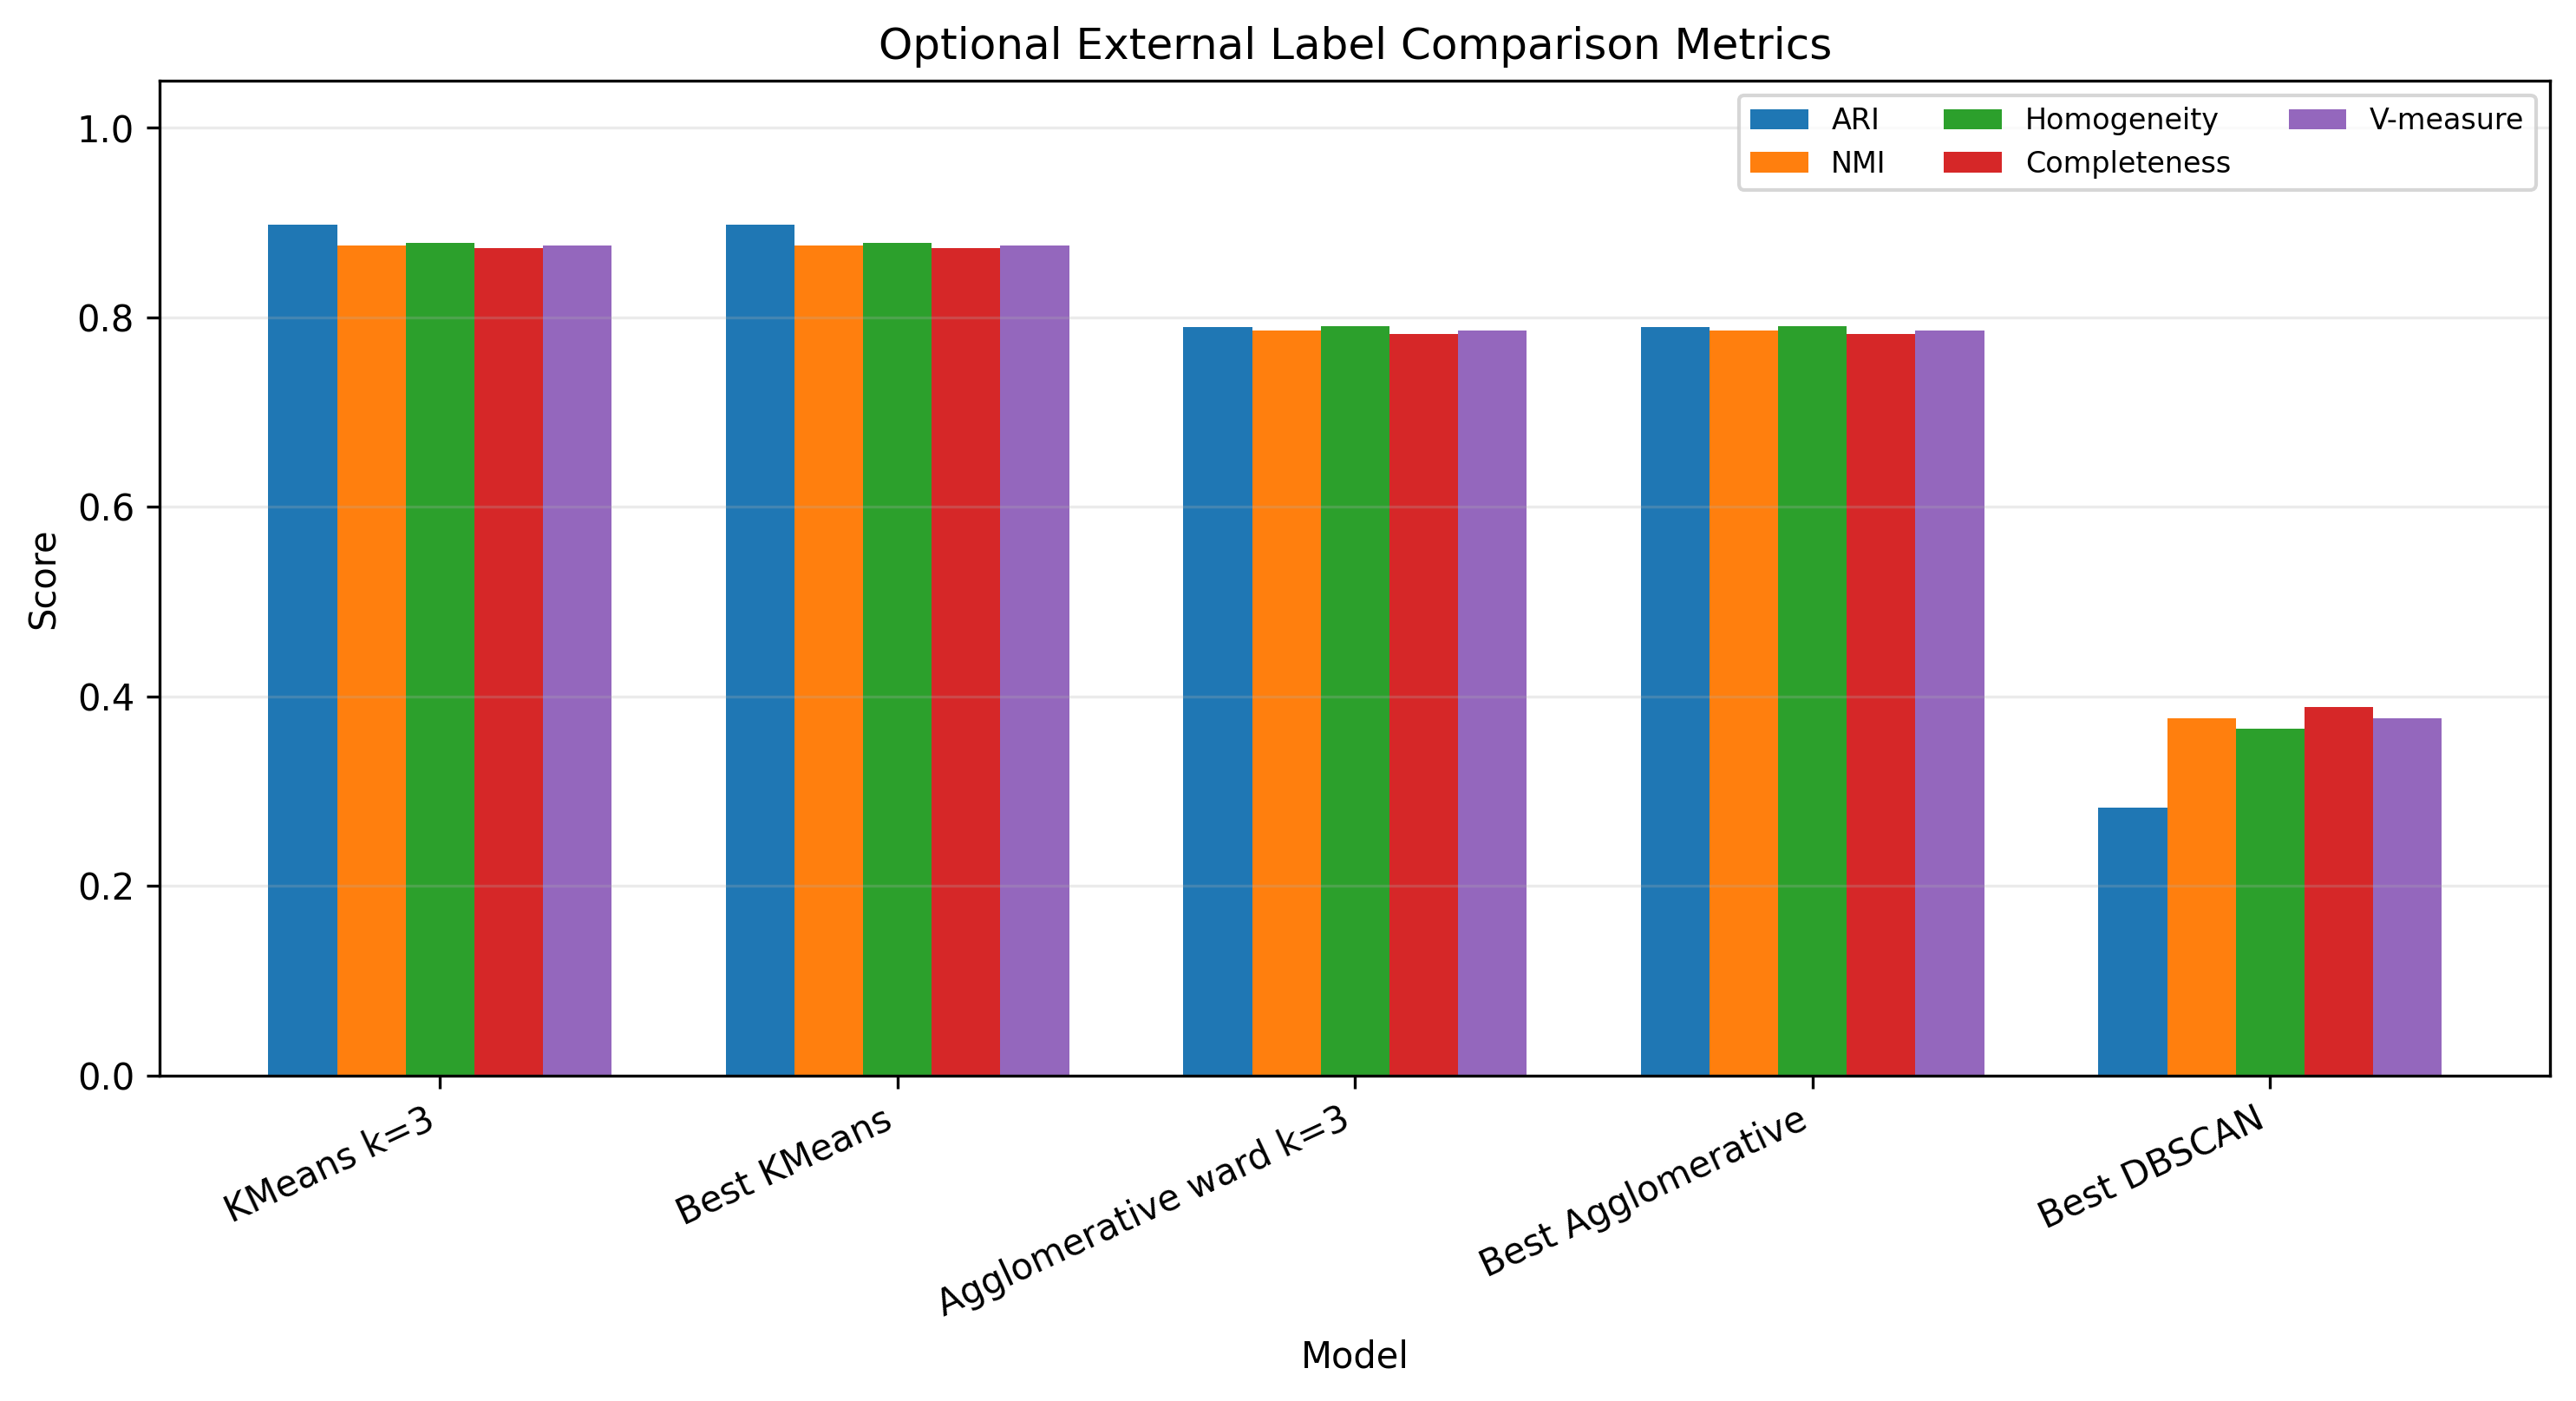 Optional External Label Comparison Metrics
ARI
NMI
Homogeneity
Completeness
V-measure
1.0
0.8
0.6
0.4
0.2
0.0
Score
KMeans k=3
Best KMeans
Agglomerative ward k=3
Best Agglomerative
Best DBSCAN
Model